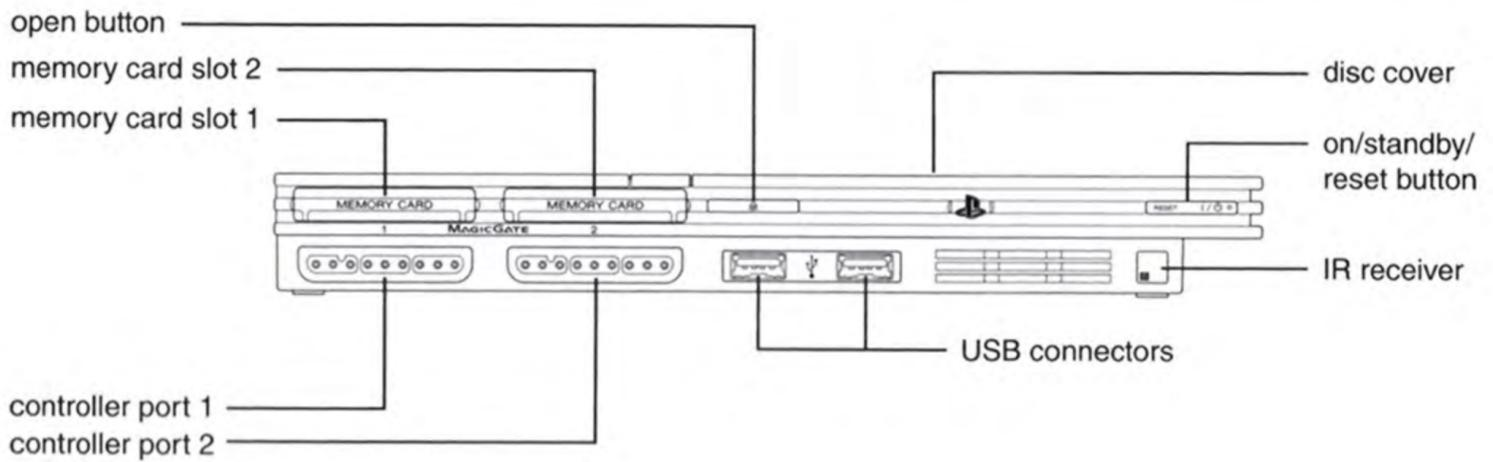 open button
memory card slot 2
memory card slot 1
disc cover
on/standby/
reset button
MEMORY CARD
MEMORY CARD
RESET
1
MAGICGATE
2
IR receiver
USB connectors
controller port 1
controller port 2